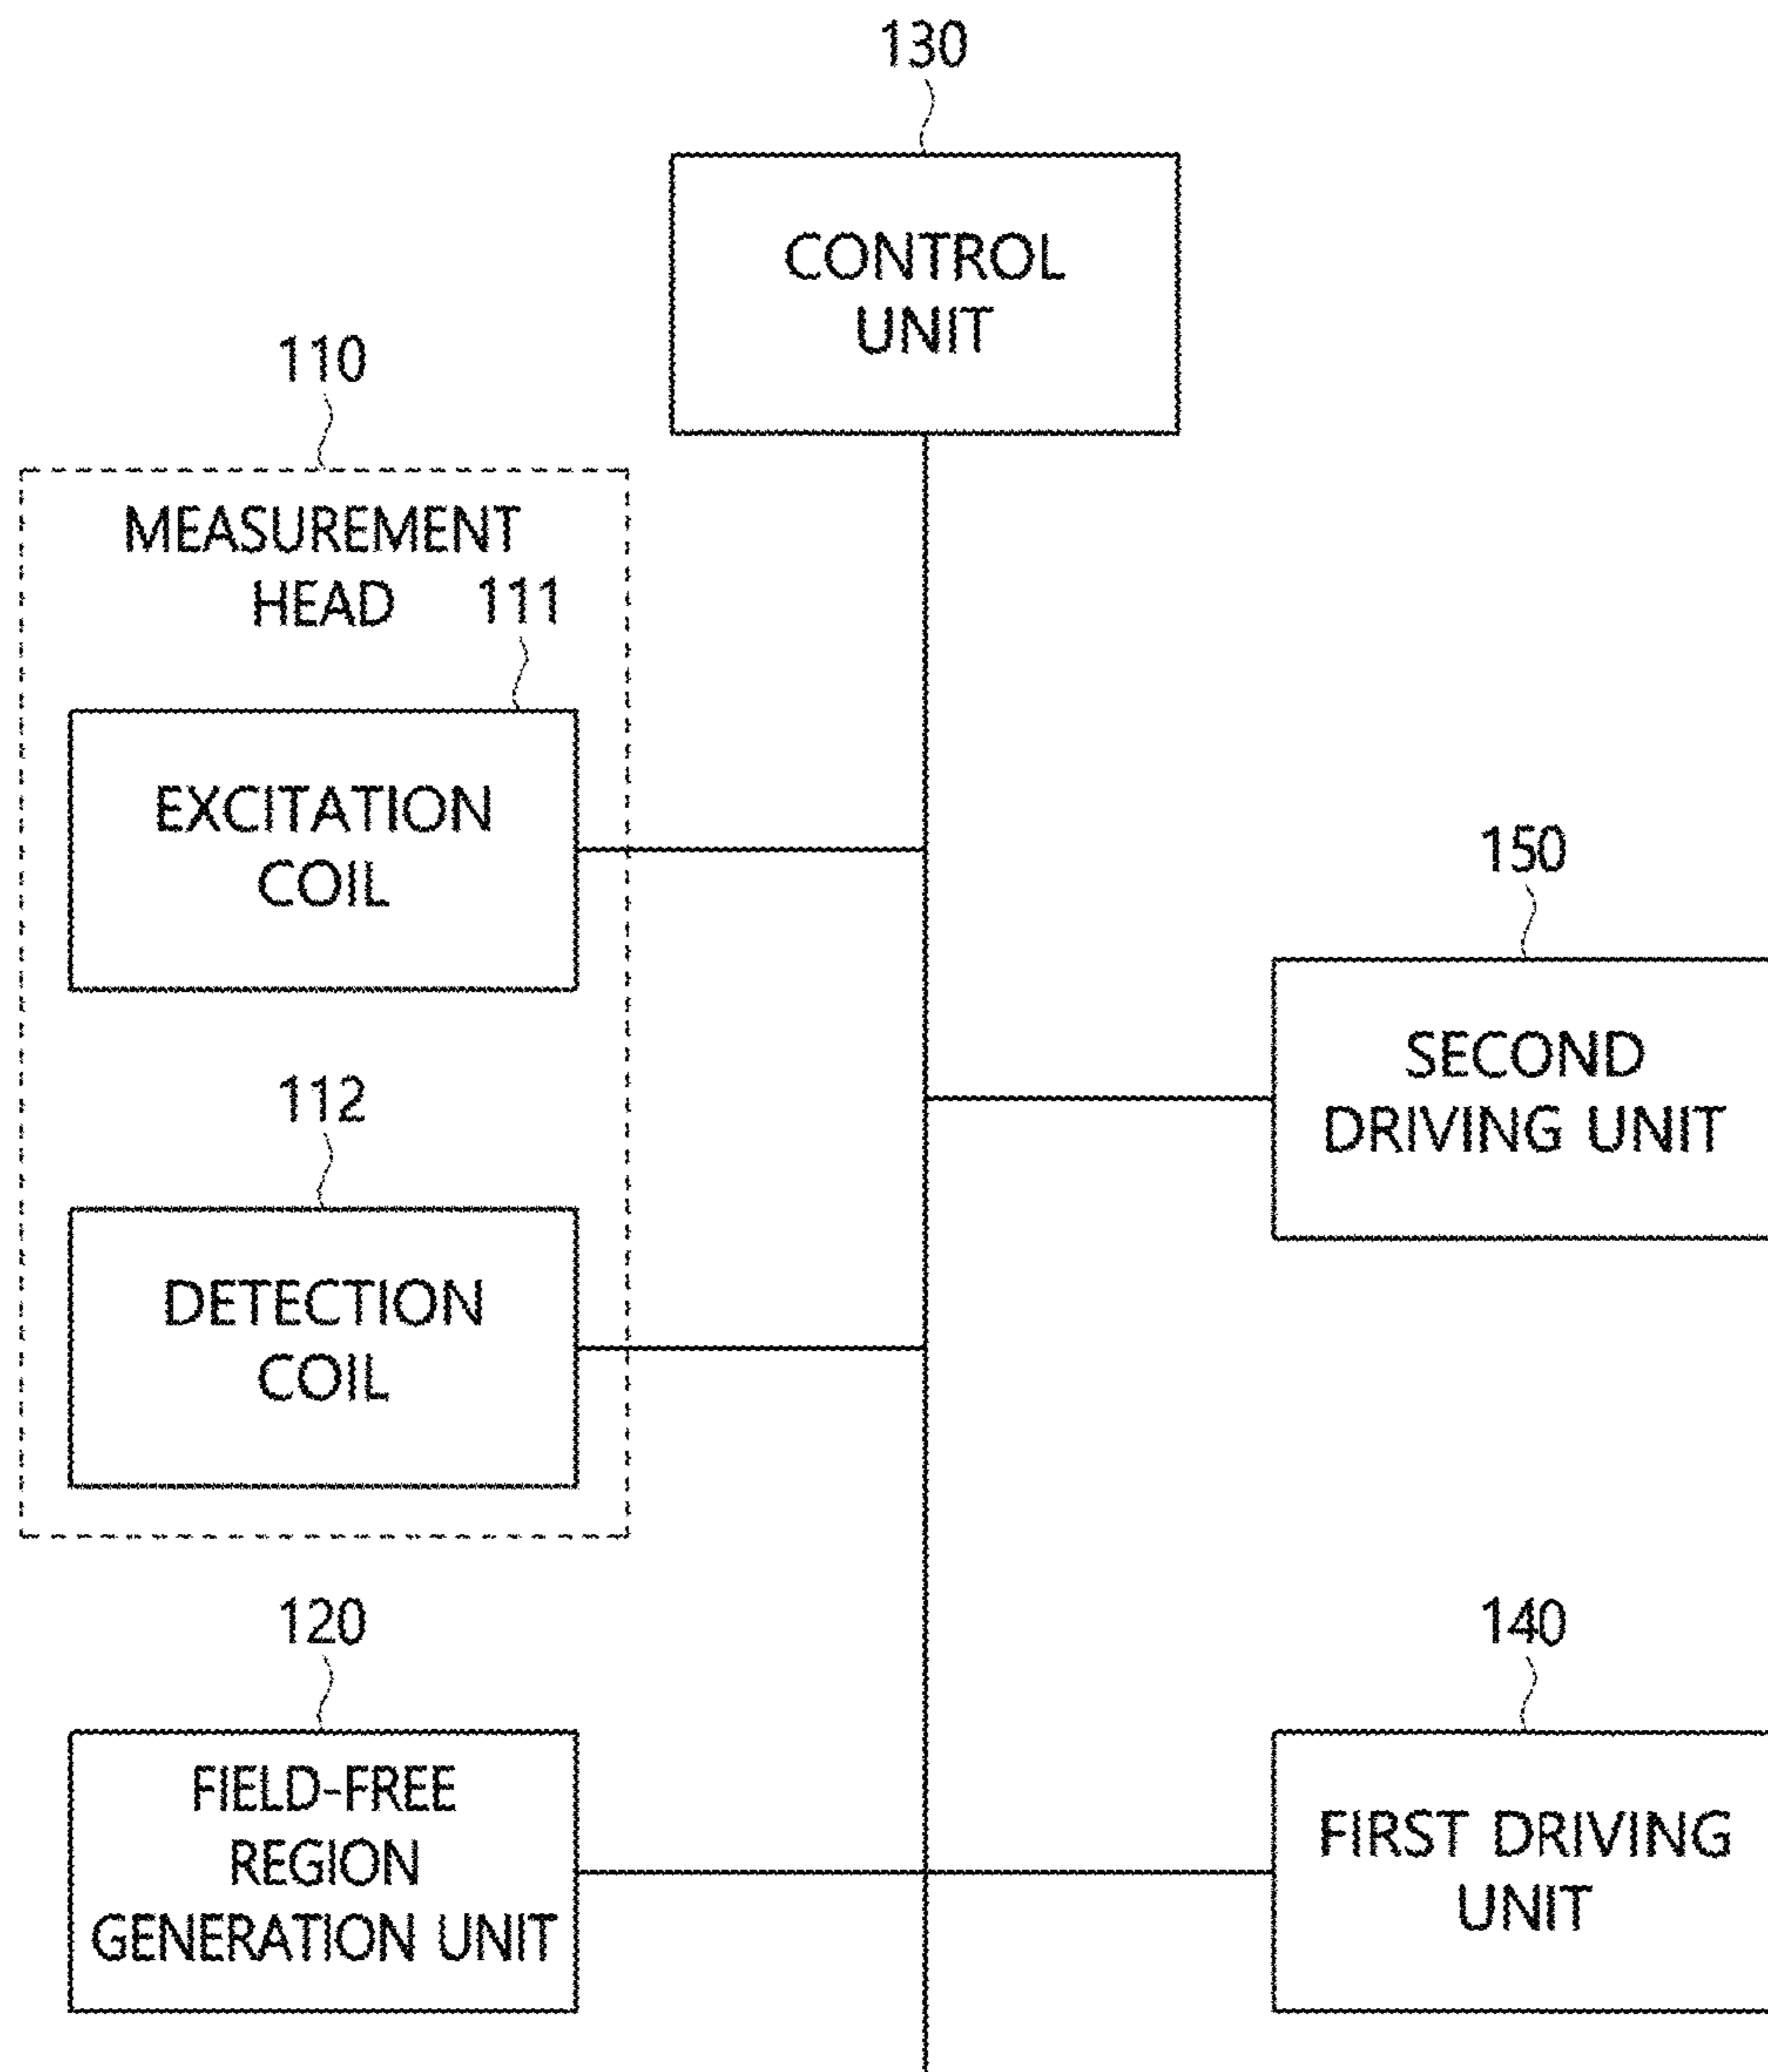 130
CONTROL
UNIT
110
MEASUREMENT
HEAD 111
EXCITATION
COIL
150
SECOND
DRIVING UNIT
112
DETECTION
COIL
120
FIELD-FREE
REGION
GENERATION UNIT
140
FIRST DRIVING
UNIT